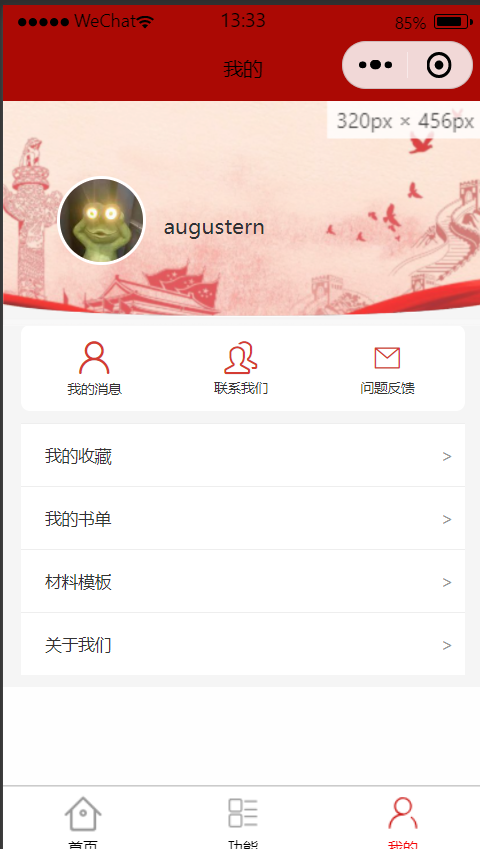 WeChat 13:33 85%
我的
320px × 456px
augustern
我的消息 联系我们 问题反馈
我的收藏 >
我的书单 >
材料模板 >
关于我们 >
首页 功能 我的